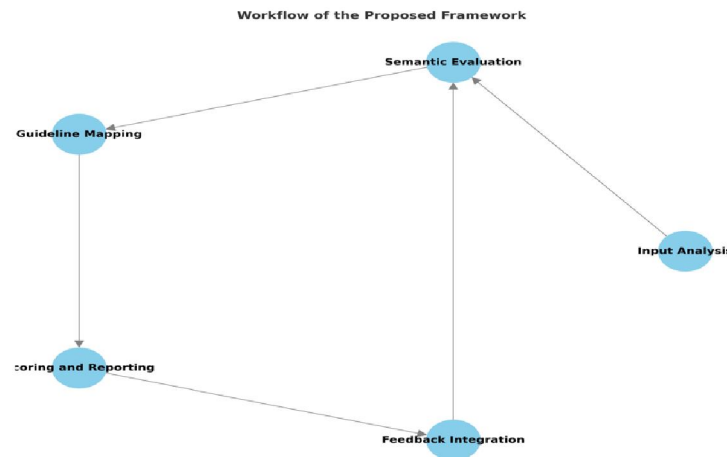 Workflow of the Proposed Framework
Semantic Evaluation
Guideline Mapping
Input Analysis
coring and Reporting
Feedback Integration